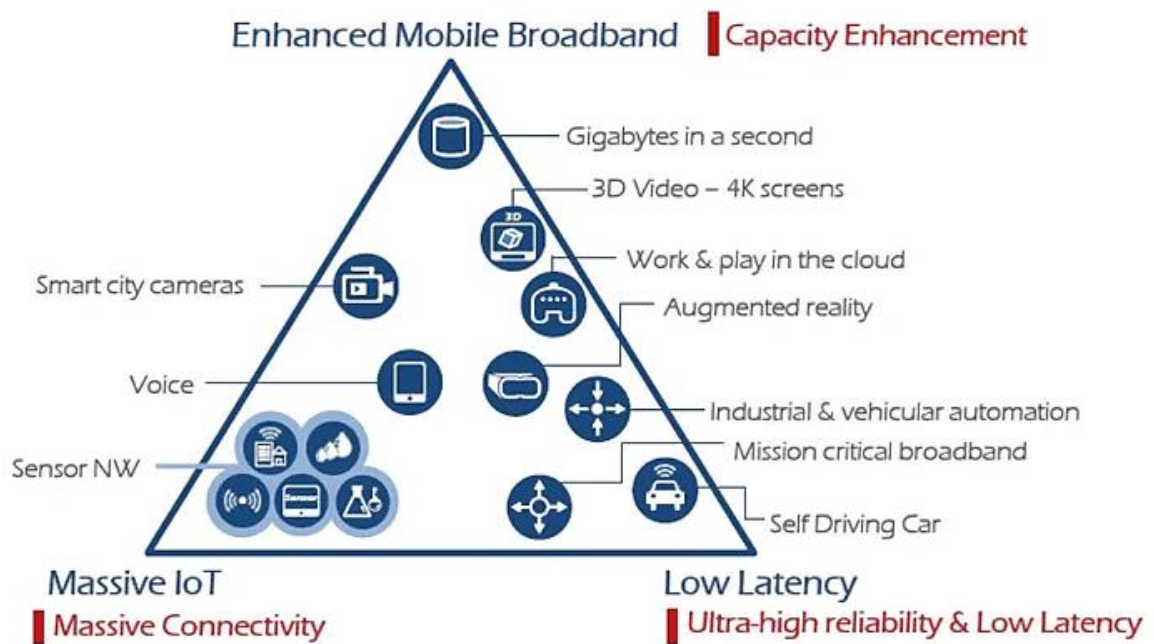 Enhanced Mobile Broadband
Capacity Enhancement
Gigabytes in a second
3D Video – 4K screens
3D
Work & play in the cloud
Smart city cameras
Augmented reality
Voice
Industrial & vehicular automation
Mission critical broadband
Sensor NW
Sensor
Self Driving Car
Massive IoT
Low Latency
Massive Connectivity
Ultra-high reliability & Low Latency